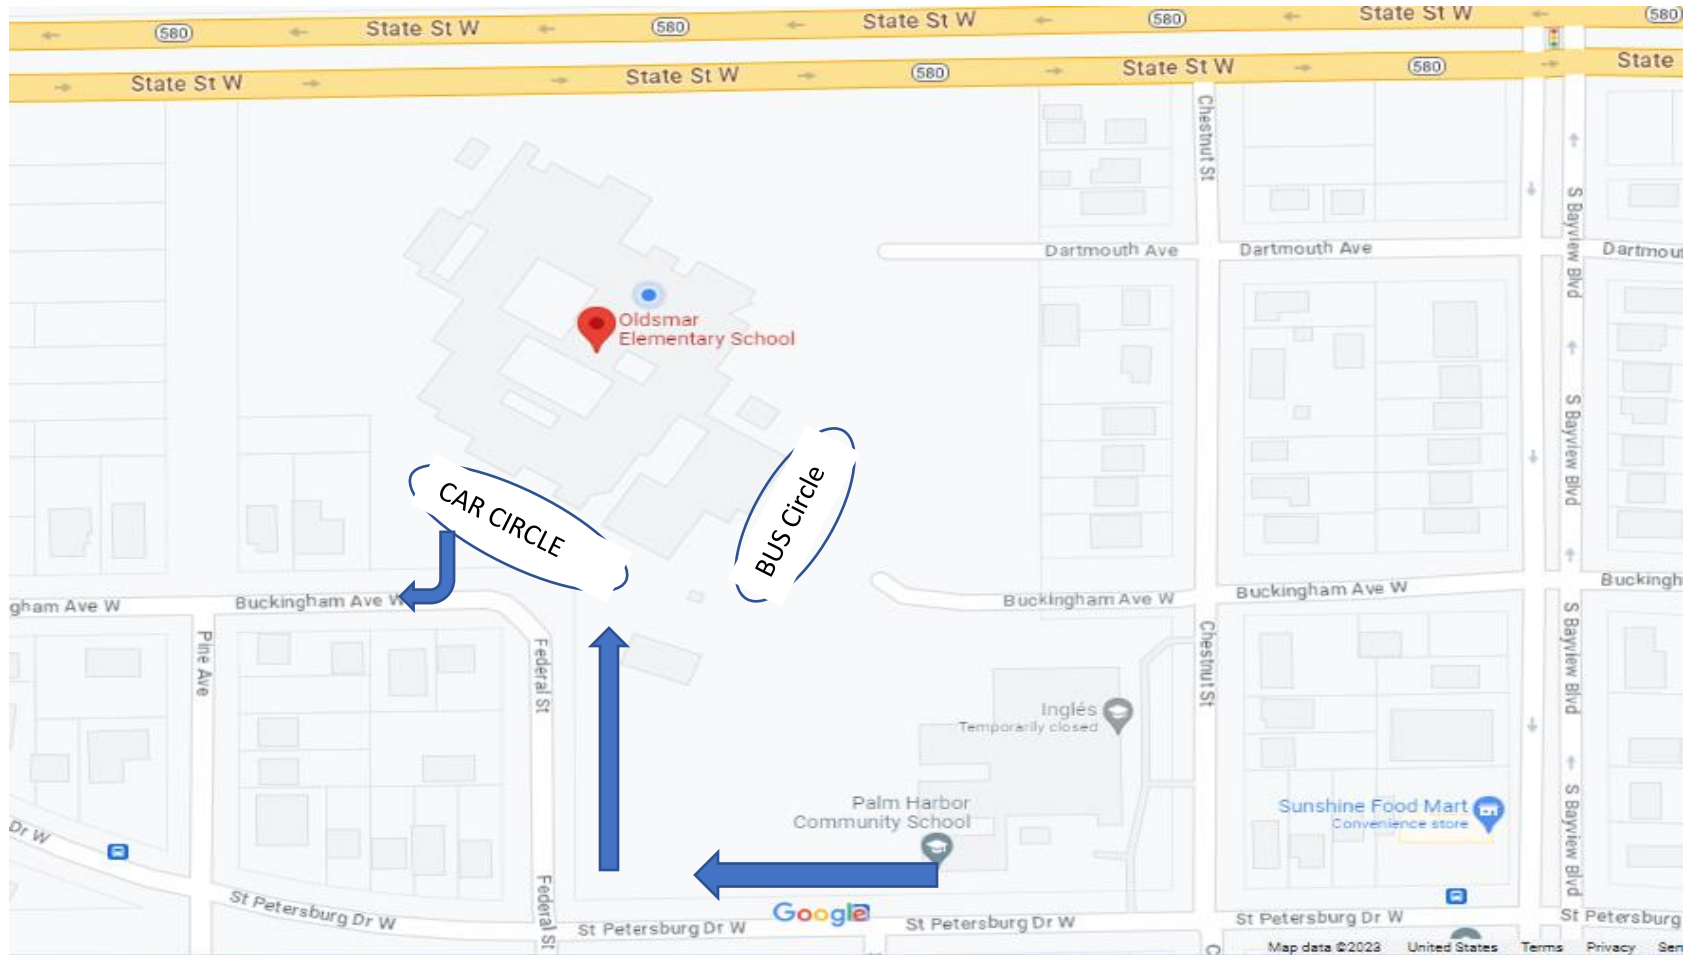 State St W
580
State St W
580
State St W
580
State St W
580
State St W
State St W
580
State St W
580
State
Chestnut St
S Bayview Blvd
Dartmouth Ave
Dartmouth Ave
Dartmou
Oldsmar
Elementary School
S Bayview Blvd
CAR CIRCLE
BUS Circle
gham Ave W
Buckingham Ave W
Buckingham Ave W
Buckingham Ave W
Buckingh
Pine Ave
Federal St
Chestnut St
S Bayview Blvd
Inglés
Temporarily closed
Palm Harbor
Community School
Sunshine Food Mart
Convenience store
S Bayview Blvd
Dr W
Federal St
St Petersburg Dr W
St Petersburg Dr W
Google
St Petersburg Dr W
St Petersburg Dr W
St Petersburg
C
Map data ©2023
United States
Terms
Privacy
Sen